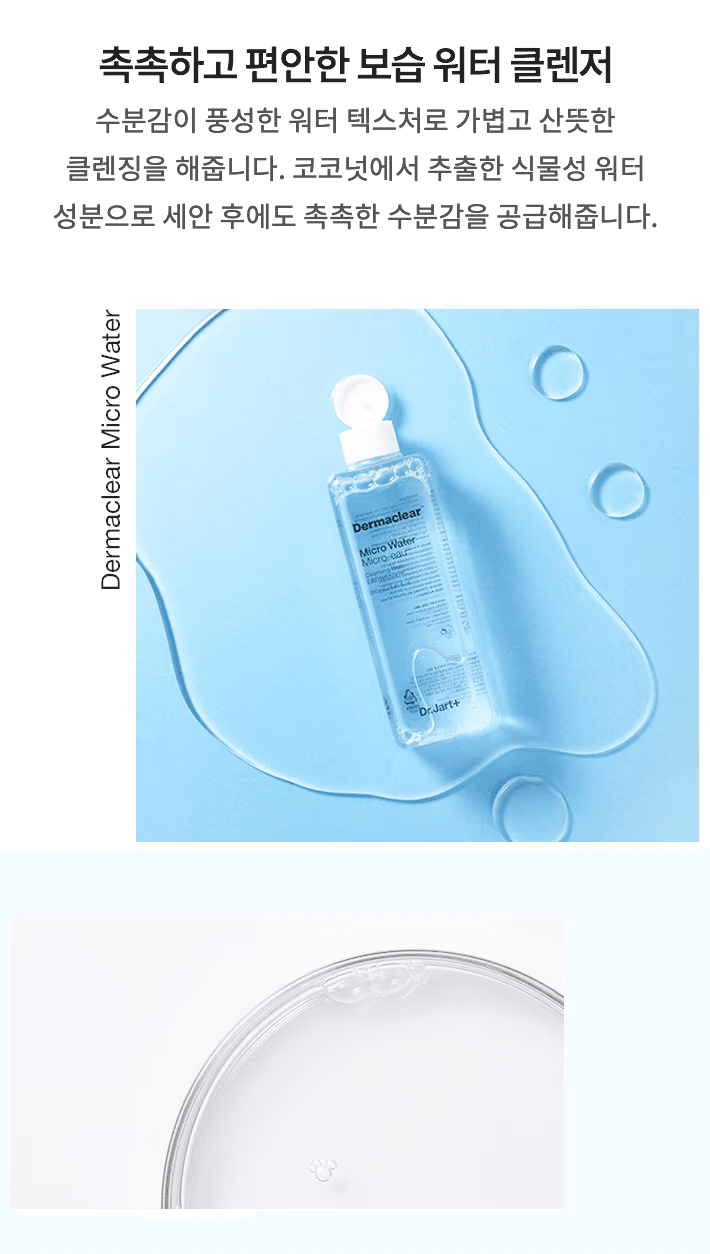 촉촉하고 편안한 보습 워터 클렌저
수분감이 풍성한 워터 텍스처로 가볍고 산뜻한
클렌징을 해줍니다. 코코넛에서 추출한 식물성 워터
성분으로 세안 후에도 촉촉한 수분감을 공급해줍니다.
Dermaclear Micro Water
Dermaclear™
Micro Water
Micro-eau
Dr.Jart+